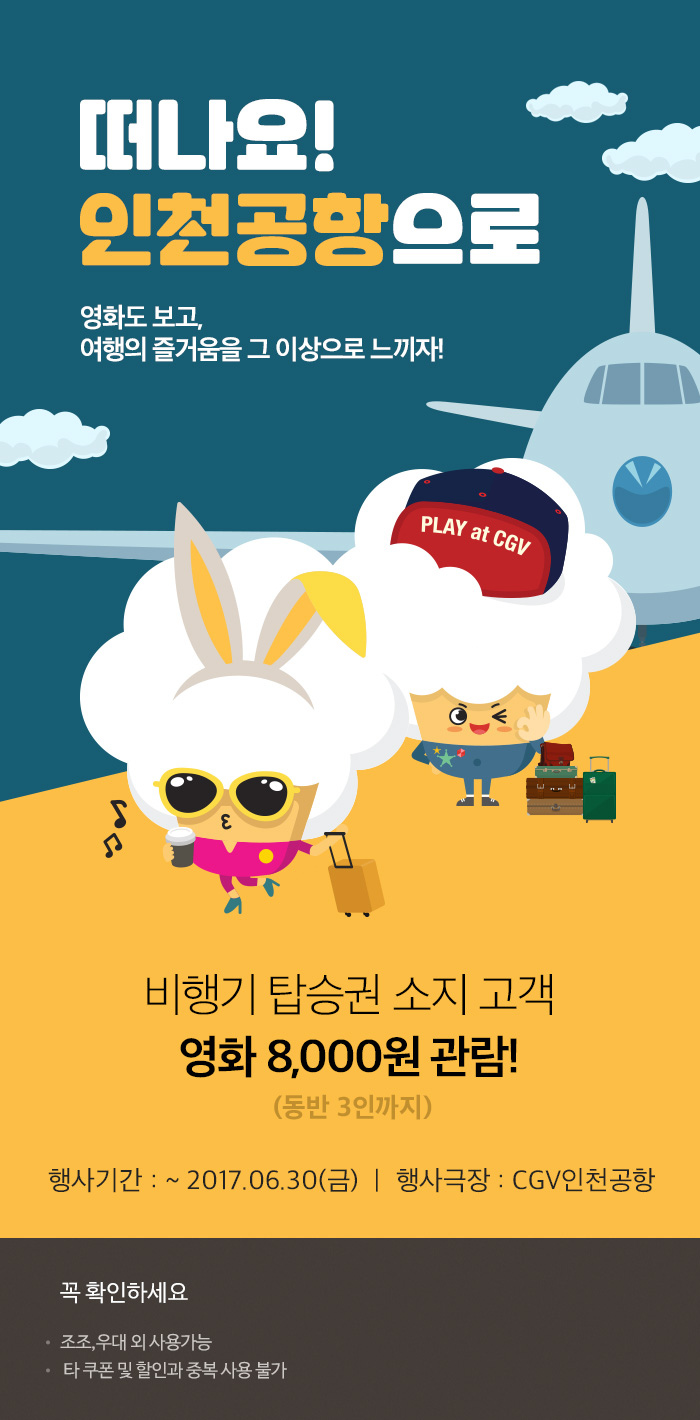 떠나요!
인천공항으로
영화도 보고,
여행의 즐거움을 그 이상으로 느끼자!
PLAY at CGV
비행기 탑승권 소지 고객
영화 8,000원 관람!
(동반 3인까지)
행사기간 : ~ 2017.06.30(금) | 행사극장 : CGV인천공항
꼭 확인하세요
• 조조,우대 외 사용가능
• 타 쿠폰 및 할인과 중복 사용 불가